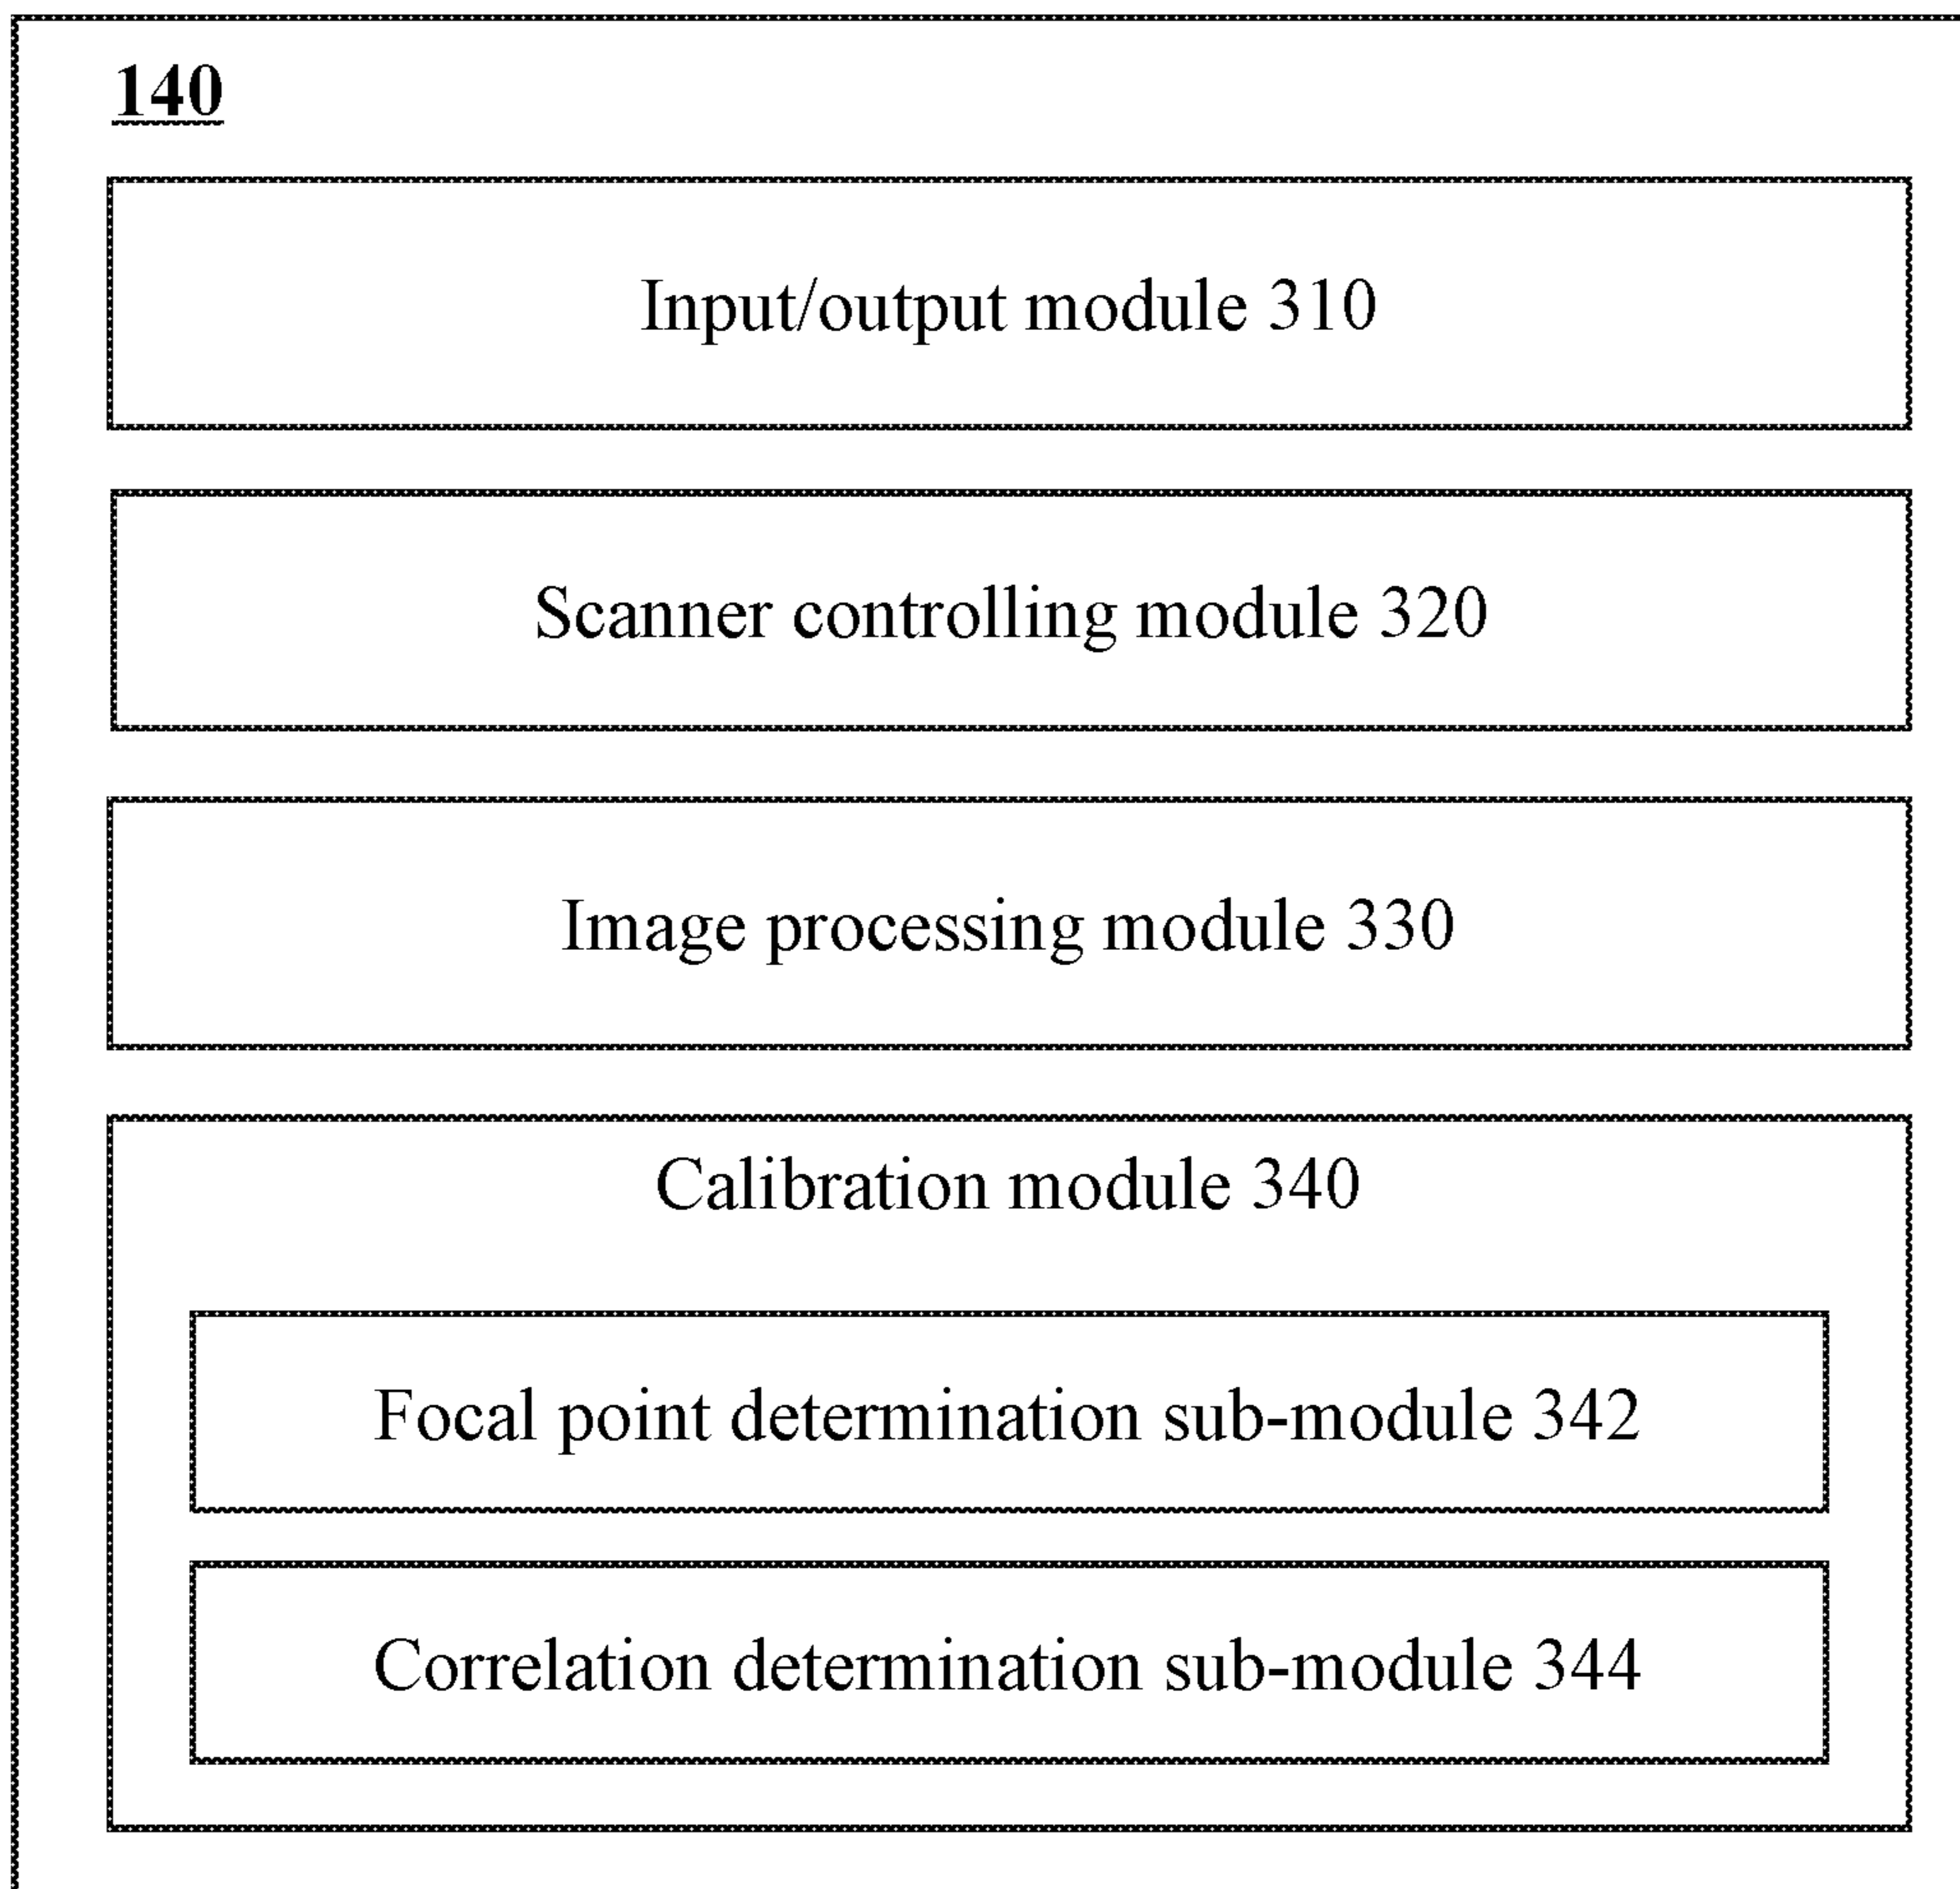 140
Input/output module 310
Scanner controlling module 320
Image processing module 330
Calibration module 340
Focal point determination sub-module 342
Correlation determination sub-module 344